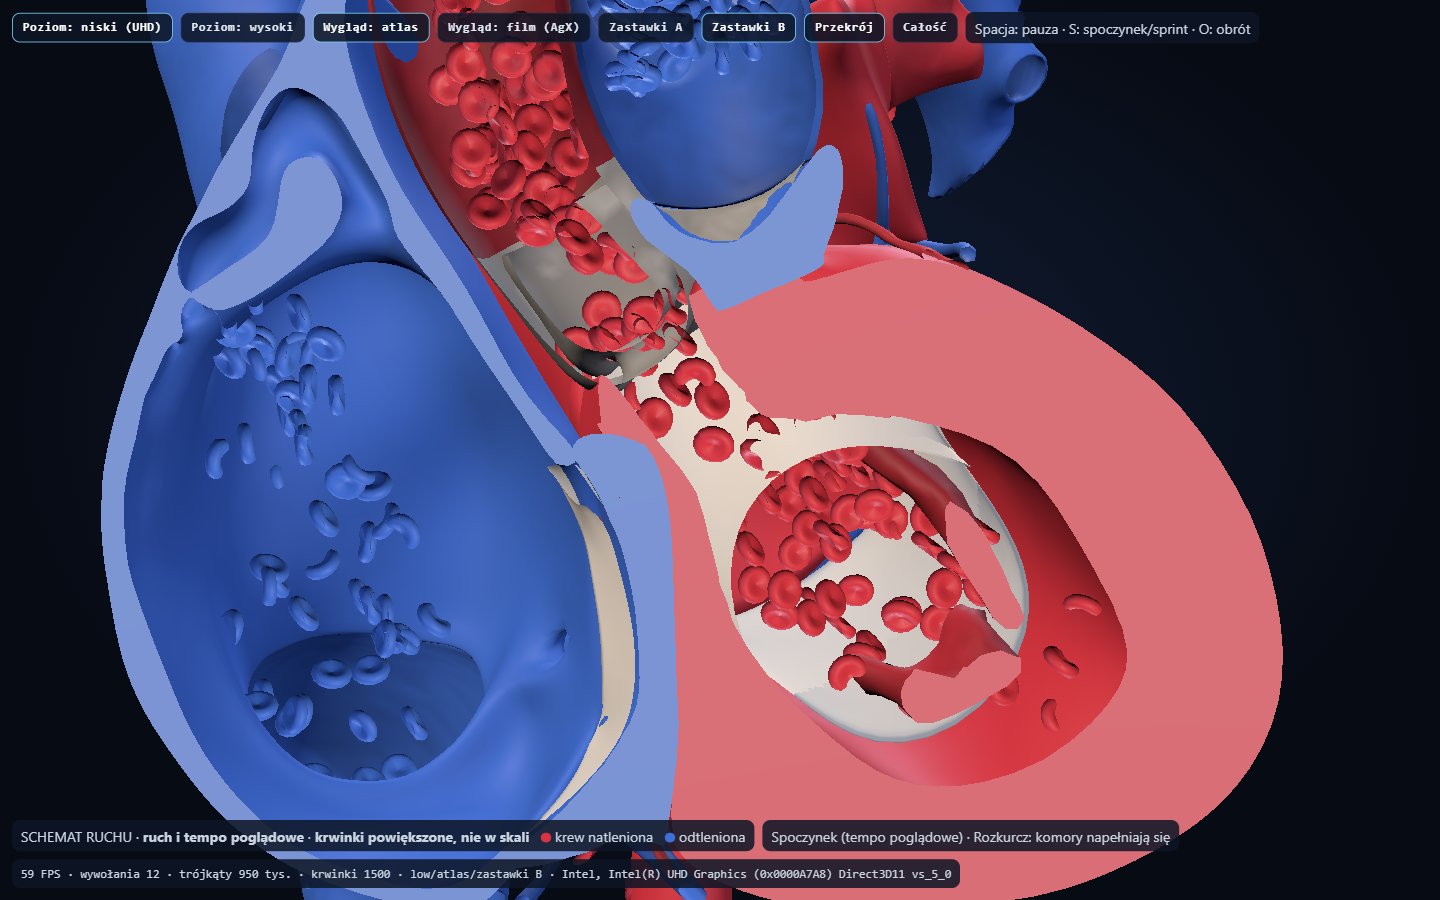 Poziom: niski (UHD) Poziom: wysoki Wygląd: atlas Wygląd: film (AgX) Zastawki A Zastawki B Przekrój Całość Spacja: pauza · S: spoczynek/sprint · O: obrót
SCHEMAT RUCHU · ruch i tempo poglądowe · krwinki powiększone, nie w skali krew natleniona odtleniona Spoczynek (tempo poglądowe) · Rozkurcz: komory napełniają się
59 FPS · wywołania 12 · trójkąty 950 tys. · krwinki 1500 · low/atlas/zastawki B · Intel, Intel(R) UHD Graphics (0x0000A7A8) Direct3D11 vs_5_0